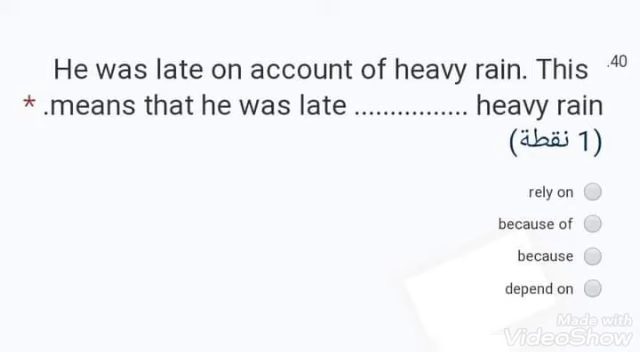 .40
He was late on account of heavy rain. This
* .means that he was late ................ heavy rain
(1 نقطة)
rely on
because of
because
depend on
Made with
VideoShow